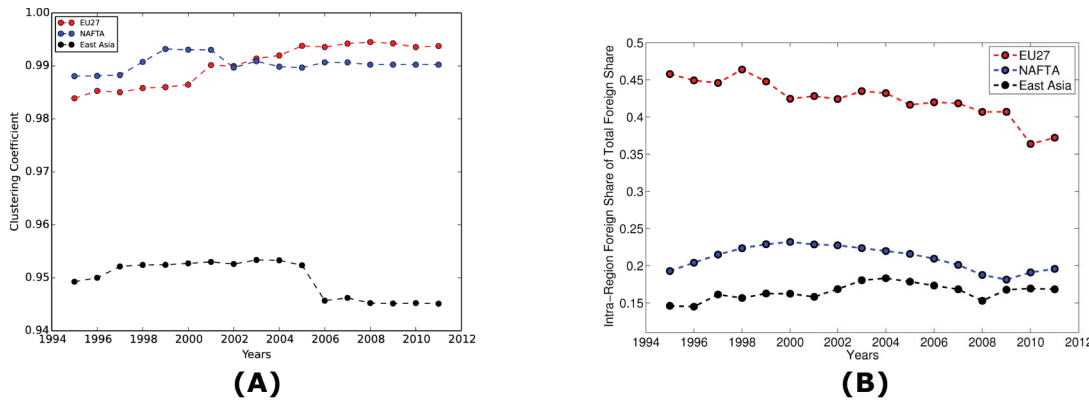 1.00
0.99
0.98
0.97
0.96
0.95
0.94
1994 1996 1998 2000 2002 2004 2006 2008 2010 2012
Clustering Coefficient
Years
EU27
NAFTA
East Asia
(A)
0.5
0.45
0.4
0.35
0.3
0.25
0.2
0.15
1994 1996 1998 2000 2002 2004 2006 2008 2010 2012
Intra-Region Foreign Share of Total Foreign Share
Years
EU27
NAFTA
East Asia
(B)